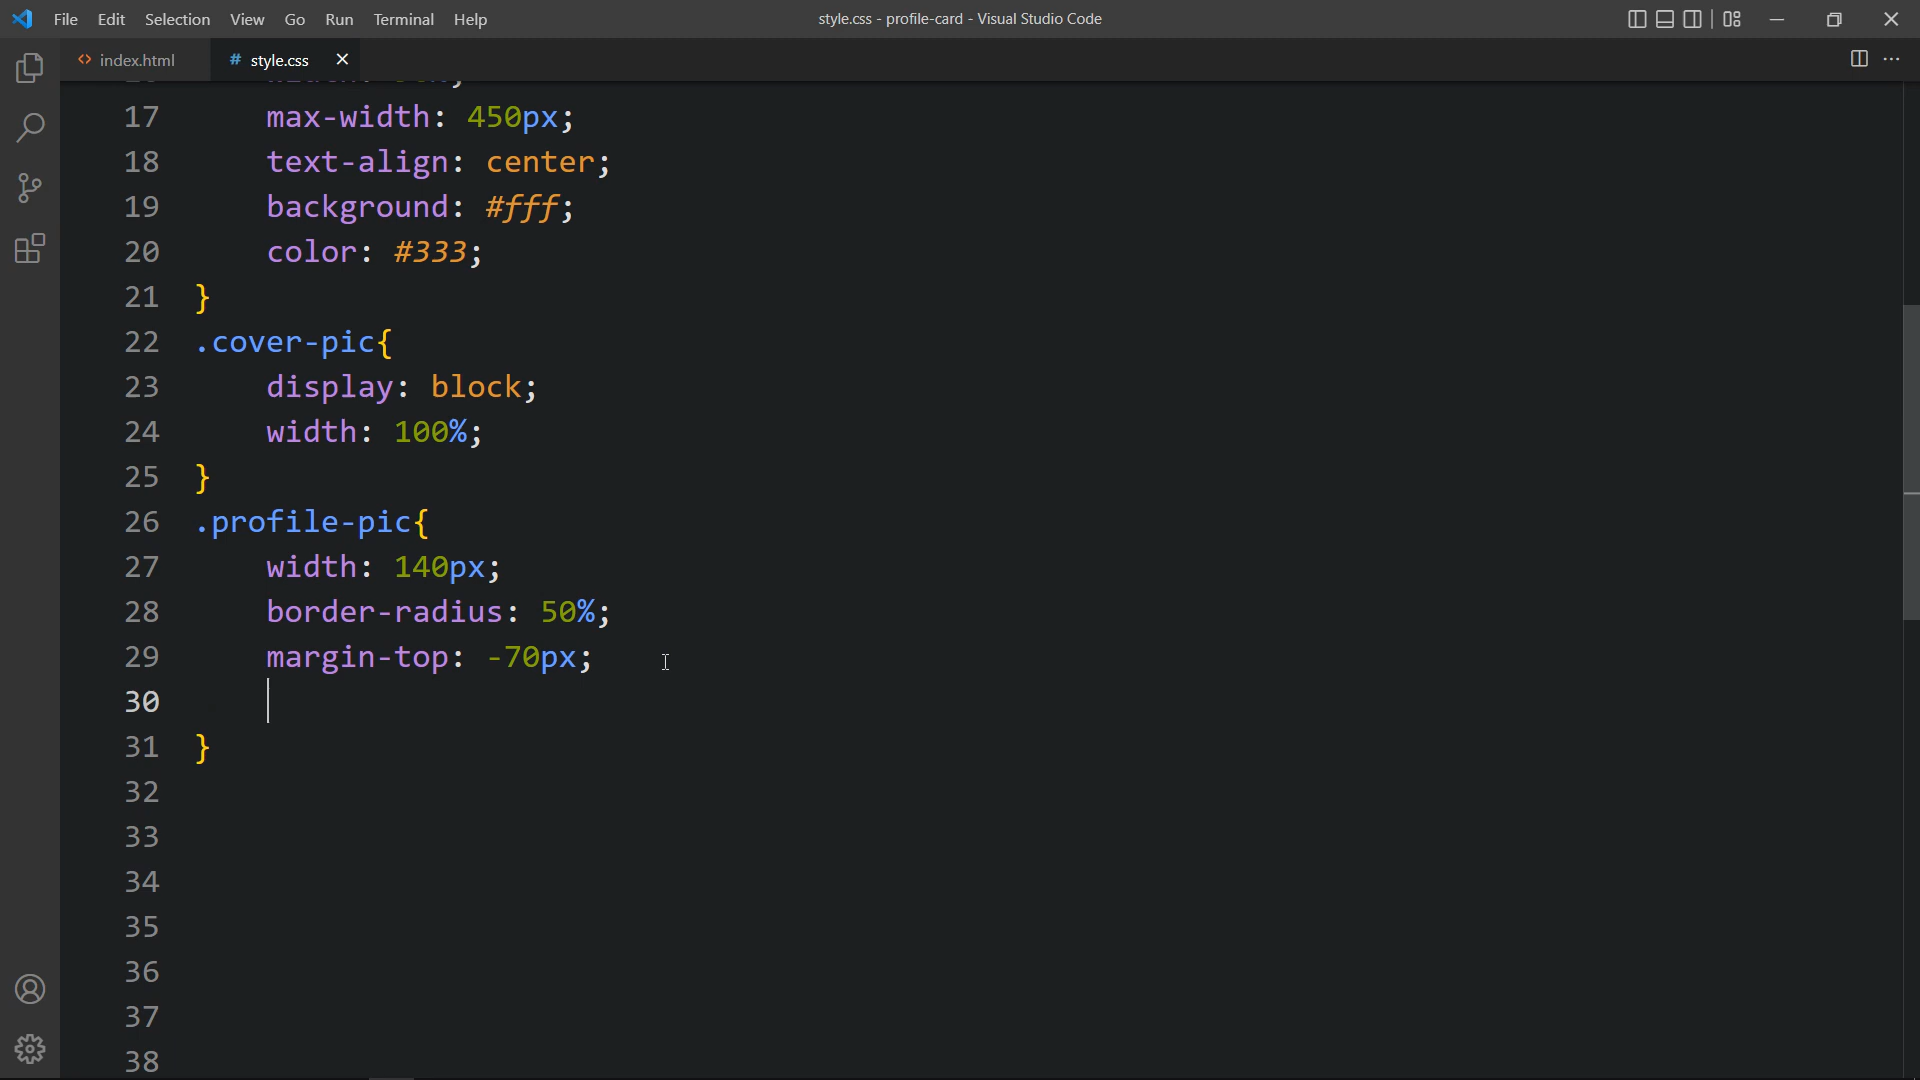 File Edit Selection View Go Run Terminal Help
style.css - profile-card - Visual Studio Code
index.html
# style.css
17 max-width: 450px;
18 text-align: center;
19 background: #fff;
20 color: #333;
21 }
22 .cover-pic{
23 display: block;
24 width: 100%;
25 }
26 .profile-pic{
27 width: 140px;
28 border-radius: 50%;
29 margin-top: -70px;
30
31 }
32
33
34
35
36
37
38